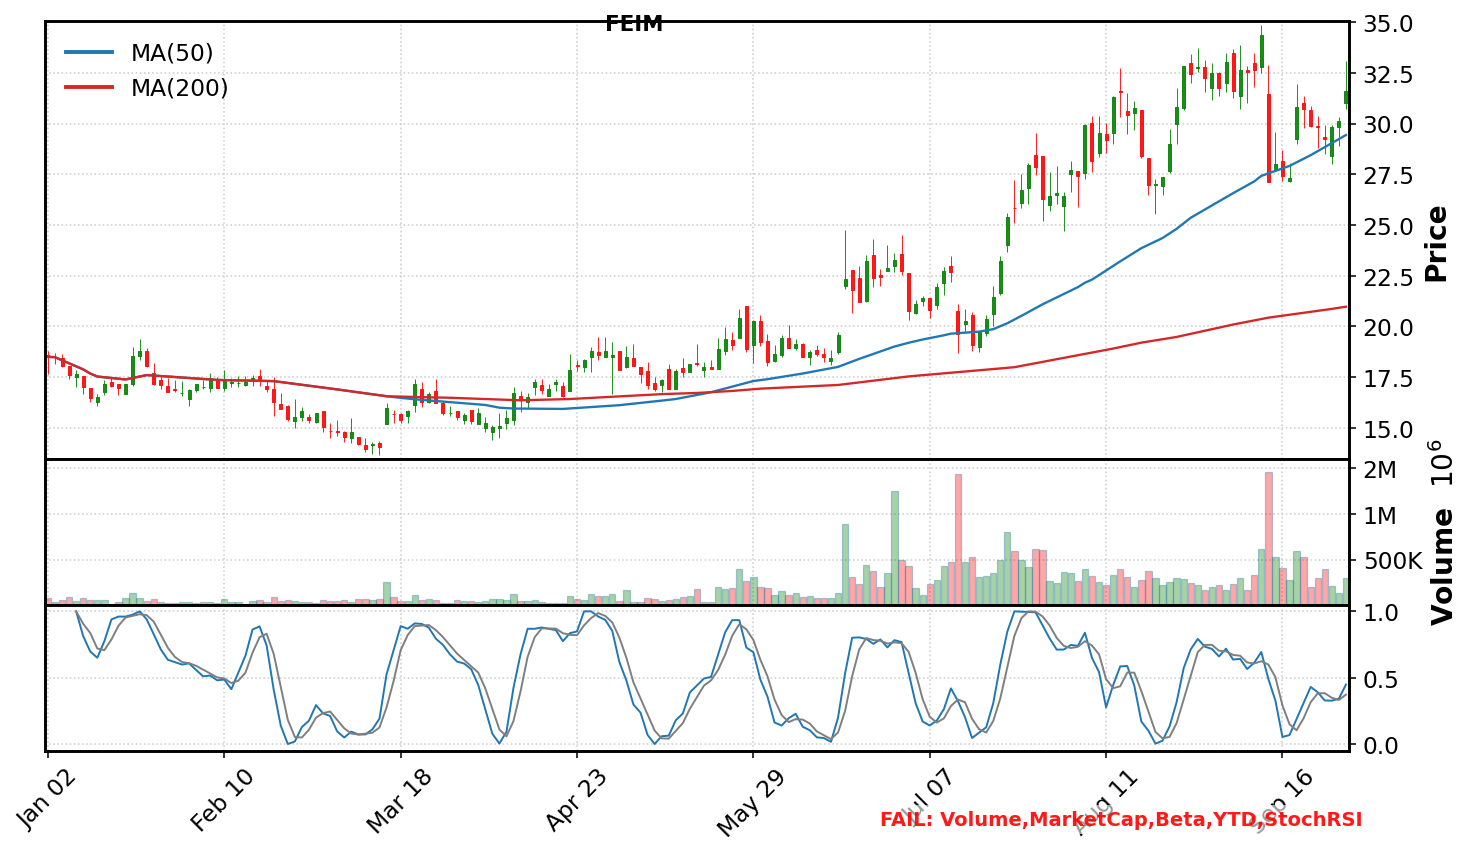 FEIM
MA(50)
MA(200)
35.0
32.5
30.0
27.5
25.0
22.5
20.0
17.5
15.0
Price
2M
1M
500K
Volume 10^6
1.0
0.5
0.0
Jan 02
Feb 10
Mar 18
Apr 23
May 29
Jul 07
Aug 11
Sep 16
FAIL: Volume,MarketCap,Beta,YTD,StochRSI